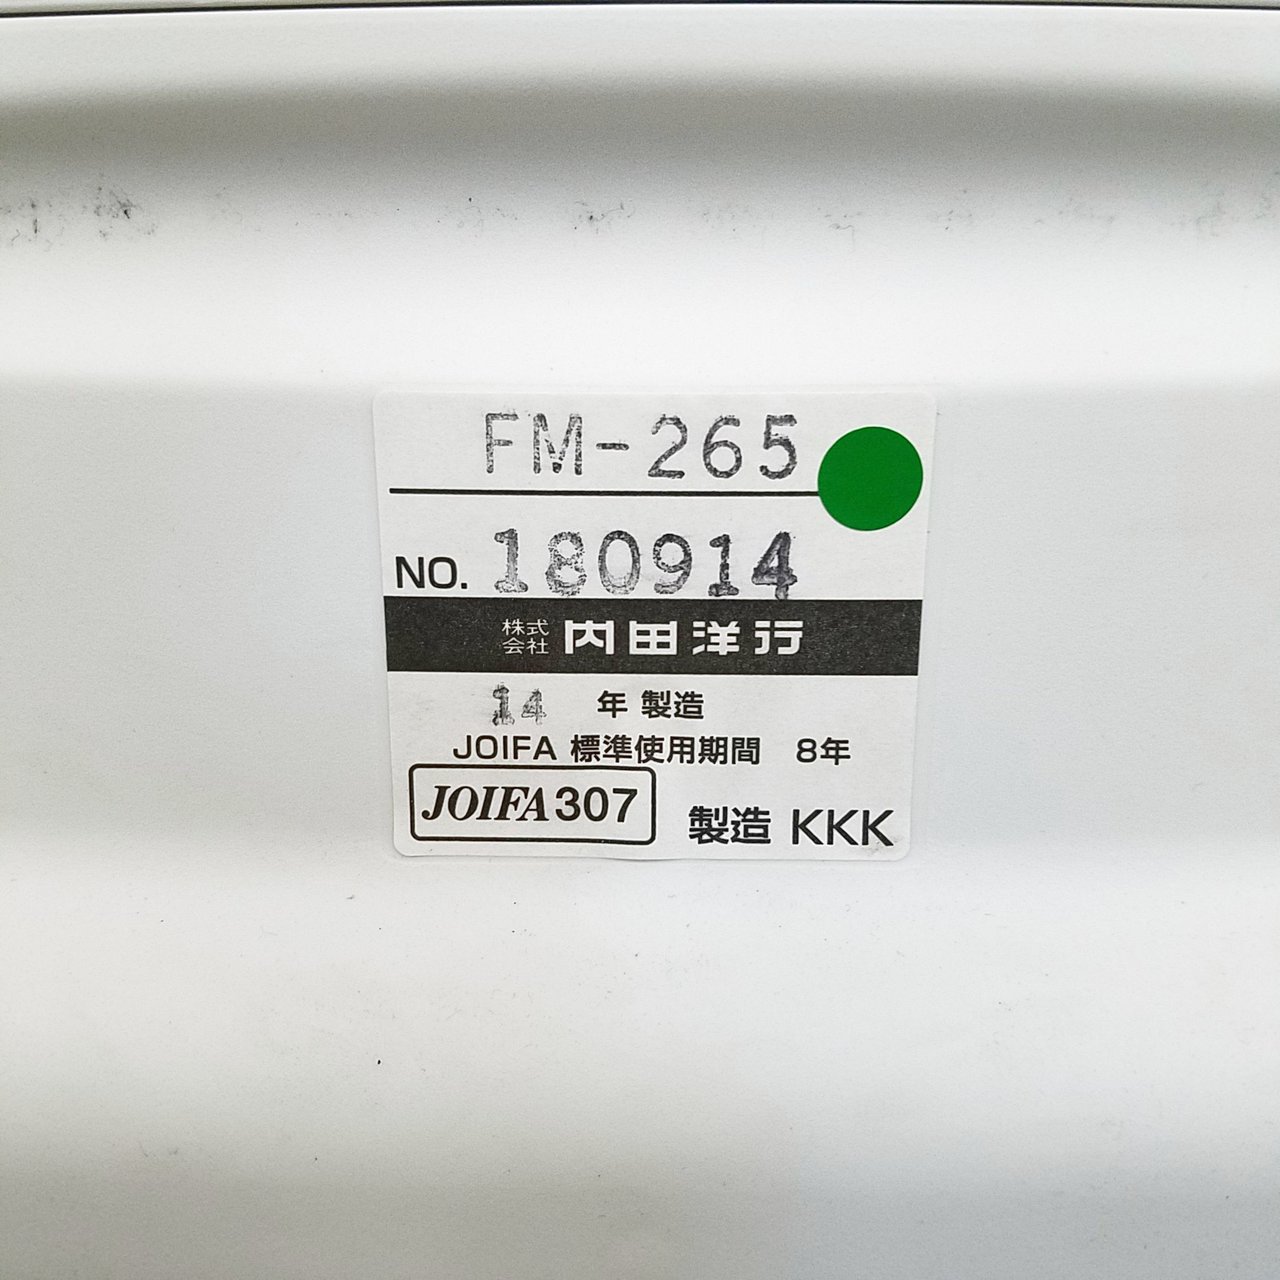 FM-265
NO. 180914
株式会社 内田洋行
14 年 製造
JOIFA 標準使用期間 8年
JOIFA307 製造 KKK